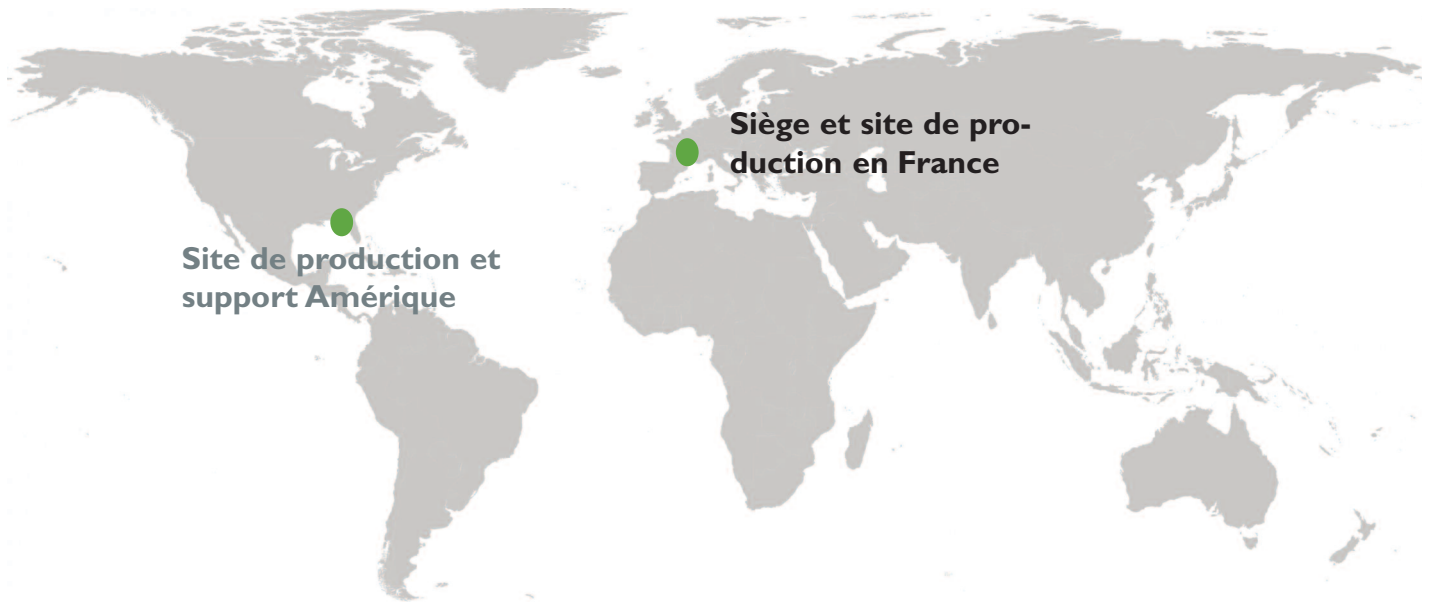 Siège et site de pro-
duction en France
Site de production et
support Amérique